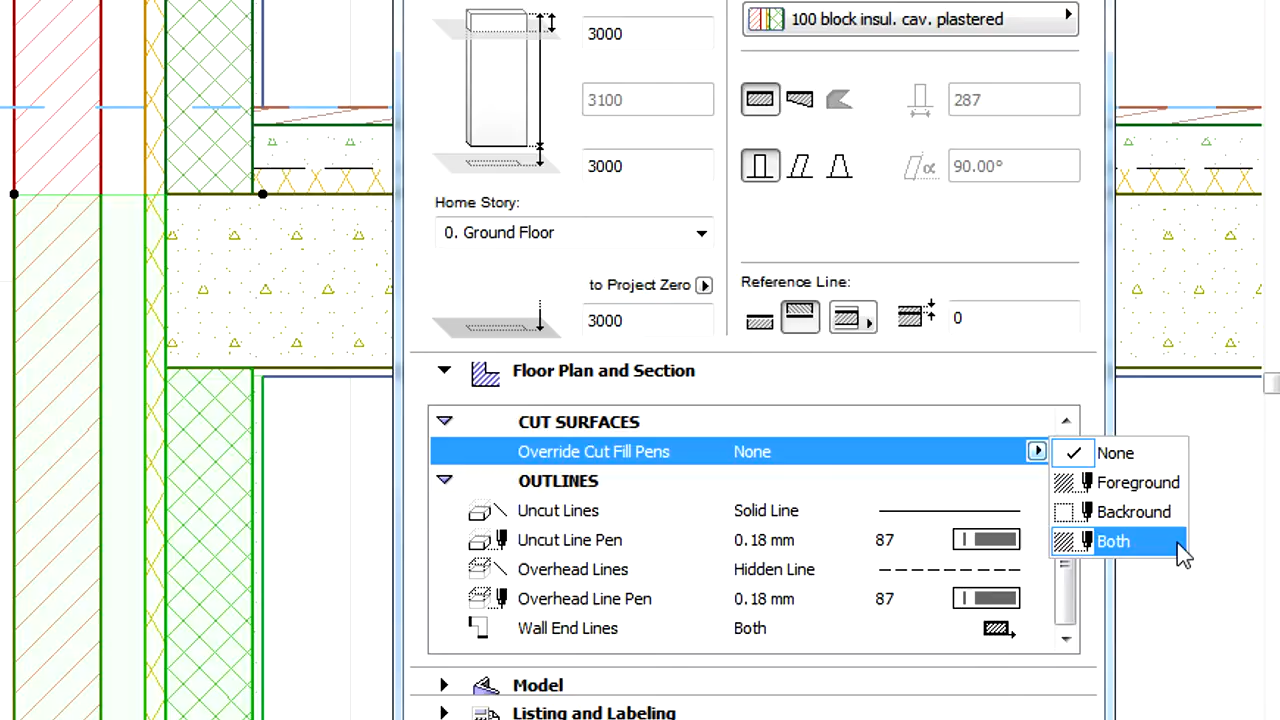 3000
100 block insul. cav. plastered
3100
287
3000
α
90.00°
Home Story:
0. Ground Floor
to Project Zero
Reference Line:
3000
0
Floor Plan and Section
CUT SURFACES
Override Cut Fill Pens None
None
OUTLINES
Foreground
Uncut Lines Solid Line
Backround
Uncut Line Pen 0.18 mm 87
Both
Overhead Lines Hidden Line
Overhead Line Pen 0.18 mm 87
Wall End Lines Both
Model
Listing and Labeling